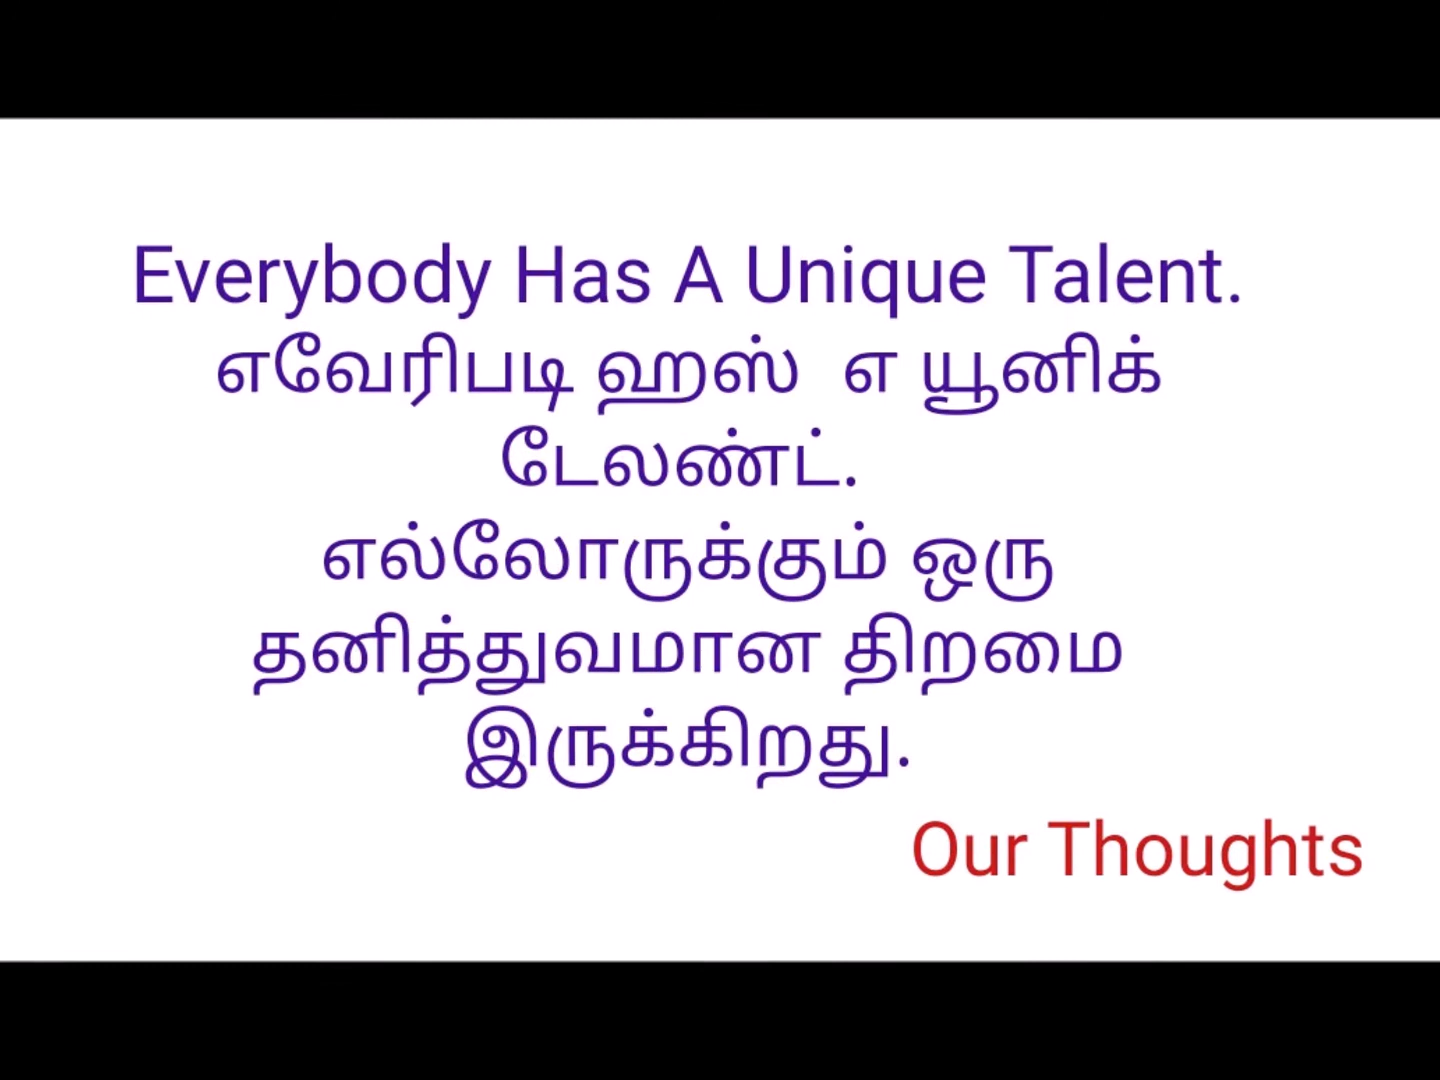 Everybody Has A Unique Talent.
எவேரிபடி ஹஸ்  எ யூனிக்
டேலண்ட்.
எல்லோருக்கும் ஒரு
தனித்துவமான திறமை
இருக்கிறது.
Our Thoughts